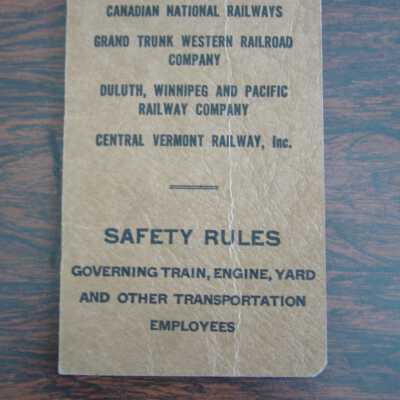 CANADIAN NATIONAL RAILWAYS
GRAND TRUNK WESTERN RAILROAD
COMPANY
DULUTH, WINNIPEG AND PACIFIC
RAILWAY COMPANY
CENTRAL VERMONT RAILWAY, Inc.
SAFETY RULES
GOVERNING TRAIN, ENGINE, YARD
AND OTHER TRANSPORTATION
EMPLOYEES